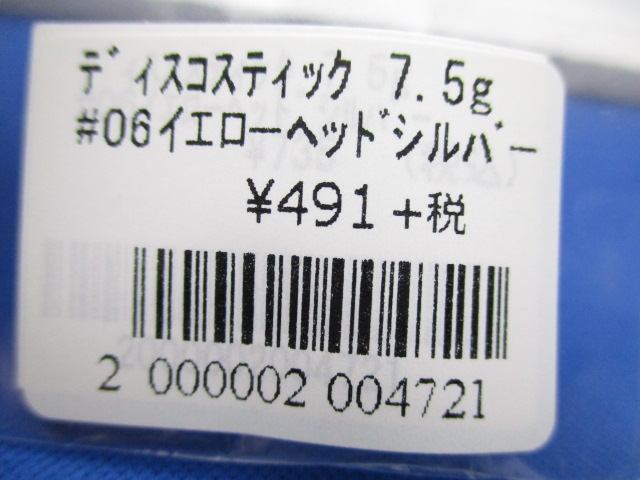 ﾃﾞｨｽｺｽﾃｨｯｸ 7.5g
#06ｲｴﾛｰﾍｯﾄﾞｼﾙﾊﾞｰ
¥491+税
2 000002 004721